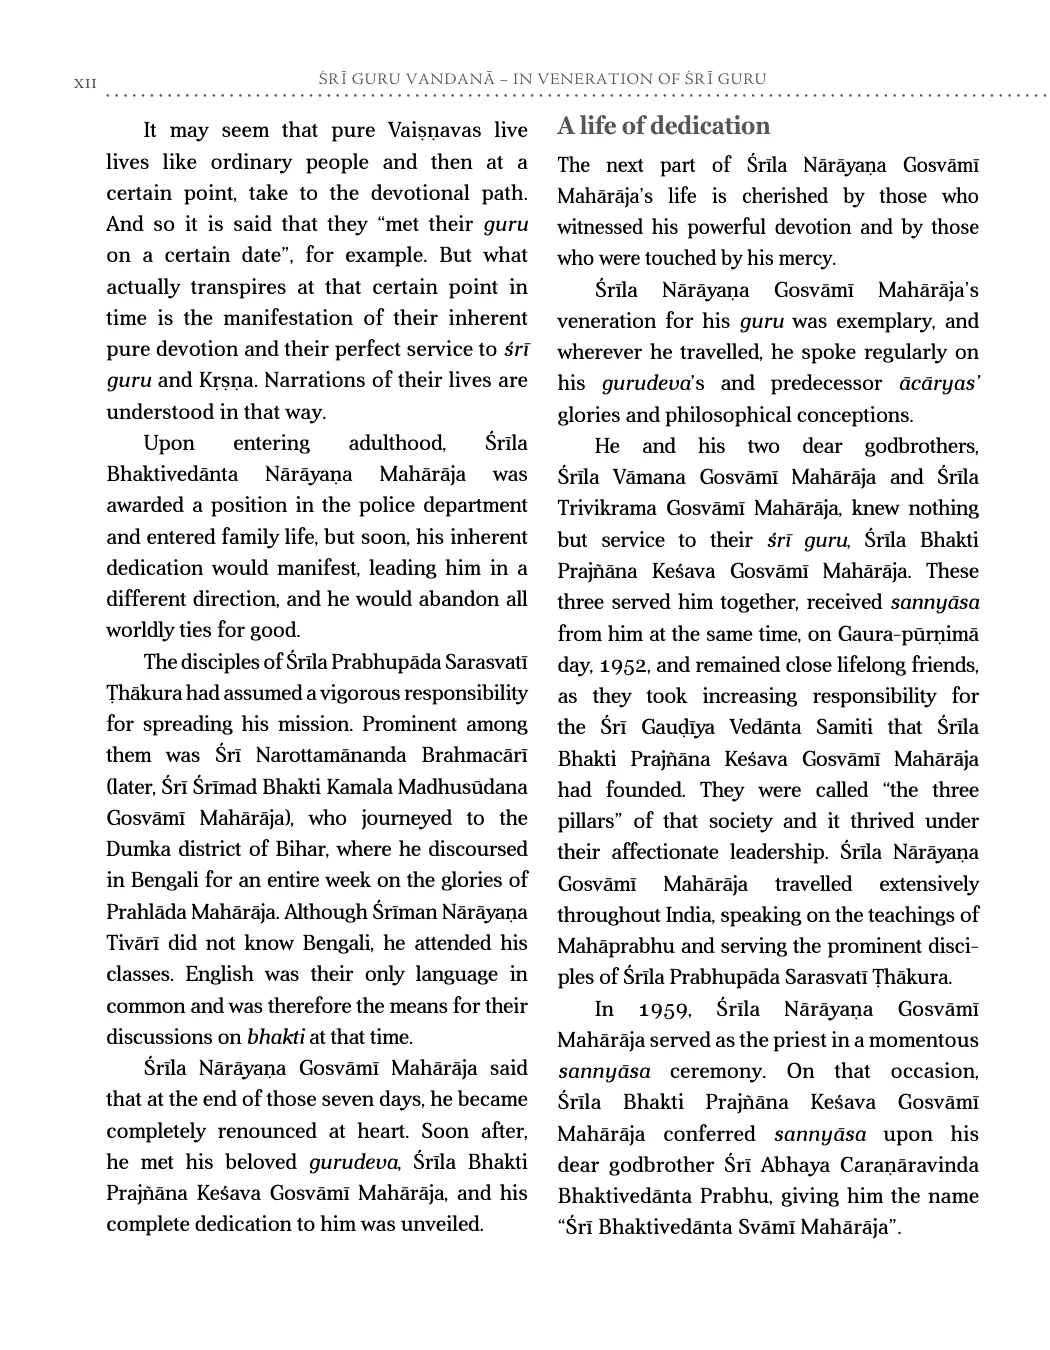 XII
ŚRĪ GURU VANDANĀ – IN VENERATION OF ŚRĪ GURU
It may seem that pure Vaiṣṇavas live
lives like ordinary people and then at a
certain point, take to the devotional path.
And so it is said that they “met their guru
on a certain date”, for example. But what
actually transpires at that certain point in
time is the manifestation of their inherent
pure devotion and their perfect service to śrī
guru and Kṛṣṇa. Narrations of their lives are
understood in that way.
Upon entering adulthood, Śrīla
Bhaktivedānta Nārāyaṇa Mahārāja was
awarded a position in the police department
and entered family life, but soon, his inherent
dedication would manifest, leading him in a
different direction, and he would abandon all
worldly ties for good.
The disciples of Śrīla Prabhupāda Sarasvatī
Ṭhākura had assumed a vigorous responsibility
for spreading his mission. Prominent among
them was Śrī Narottamānanda Brahmacārī
(later, Śrī Śrīmad Bhakti Kamala Madhusūdana
Gosvāmī Mahārāja), who journeyed to the
Dumka district of Bihar, where he discoursed
in Bengali for an entire week on the glories of
Prahlāda Mahārāja. Although Śrīman Nārāyaṇa
Tivārī did not know Bengali, he attended his
classes. English was their only language in
common and was therefore the means for their
discussions on bhakti at that time.
Śrīla Nārāyaṇa Gosvāmī Mahārāja said
that at the end of those seven days, he became
completely renounced at heart. Soon after,
he met his beloved gurudeva, Śrīla Bhakti
Prajñāna Keśava Gosvāmī Mahārāja, and his
complete dedication to him was unveiled.
A life of dedication
The next part of Śrīla Nārāyaṇa Gosvāmī
Mahārāja’s life is cherished by those who
witnessed his powerful devotion and by those
who were touched by his mercy.
Śrīla Nārāyaṇa Gosvāmī Mahārāja’s
veneration for his guru was exemplary, and
wherever he travelled, he spoke regularly on
his gurudeva’s and predecessor ācāryas’
glories and philosophical conceptions.
He and his two dear godbrothers,
Śrīla Vāmana Gosvāmī Mahārāja and Śrīla
Trivikrama Gosvāmī Mahārāja, knew nothing
but service to their śrī guru, Śrīla Bhakti
Prajñāna Keśava Gosvāmī Mahārāja. These
three served him together, received sannyāsa
from him at the same time, on Gaura-pūrṇimā
day, 1952, and remained close lifelong friends,
as they took increasing responsibility for
the Śrī Gauḍīya Vedānta Samiti that Śrīla
Bhakti Prajñāna Keśava Gosvāmī Mahārāja
had founded. They were called “the three
pillars” of that society and it thrived under
their affectionate leadership. Śrīla Nārāyaṇa
Gosvāmī Mahārāja travelled extensively
throughout India, speaking on the teachings of
Mahāprabhu and serving the prominent disci-
ples of Śrīla Prabhupāda Sarasvatī Ṭhākura.
In 1959, Śrīla Nārāyaṇa Gosvāmī
Mahārāja served as the priest in a momentous
sannyāsa ceremony. On that occasion,
Śrīla Bhakti Prajñāna Keśava Gosvāmī
Mahārāja conferred sannyāsa upon his
dear godbrother Śrī Abhaya Caraṇāravinda
Bhaktivedānta Prabhu, giving him the name
“Śrī Bhaktivedānta Svāmī Mahārāja”.